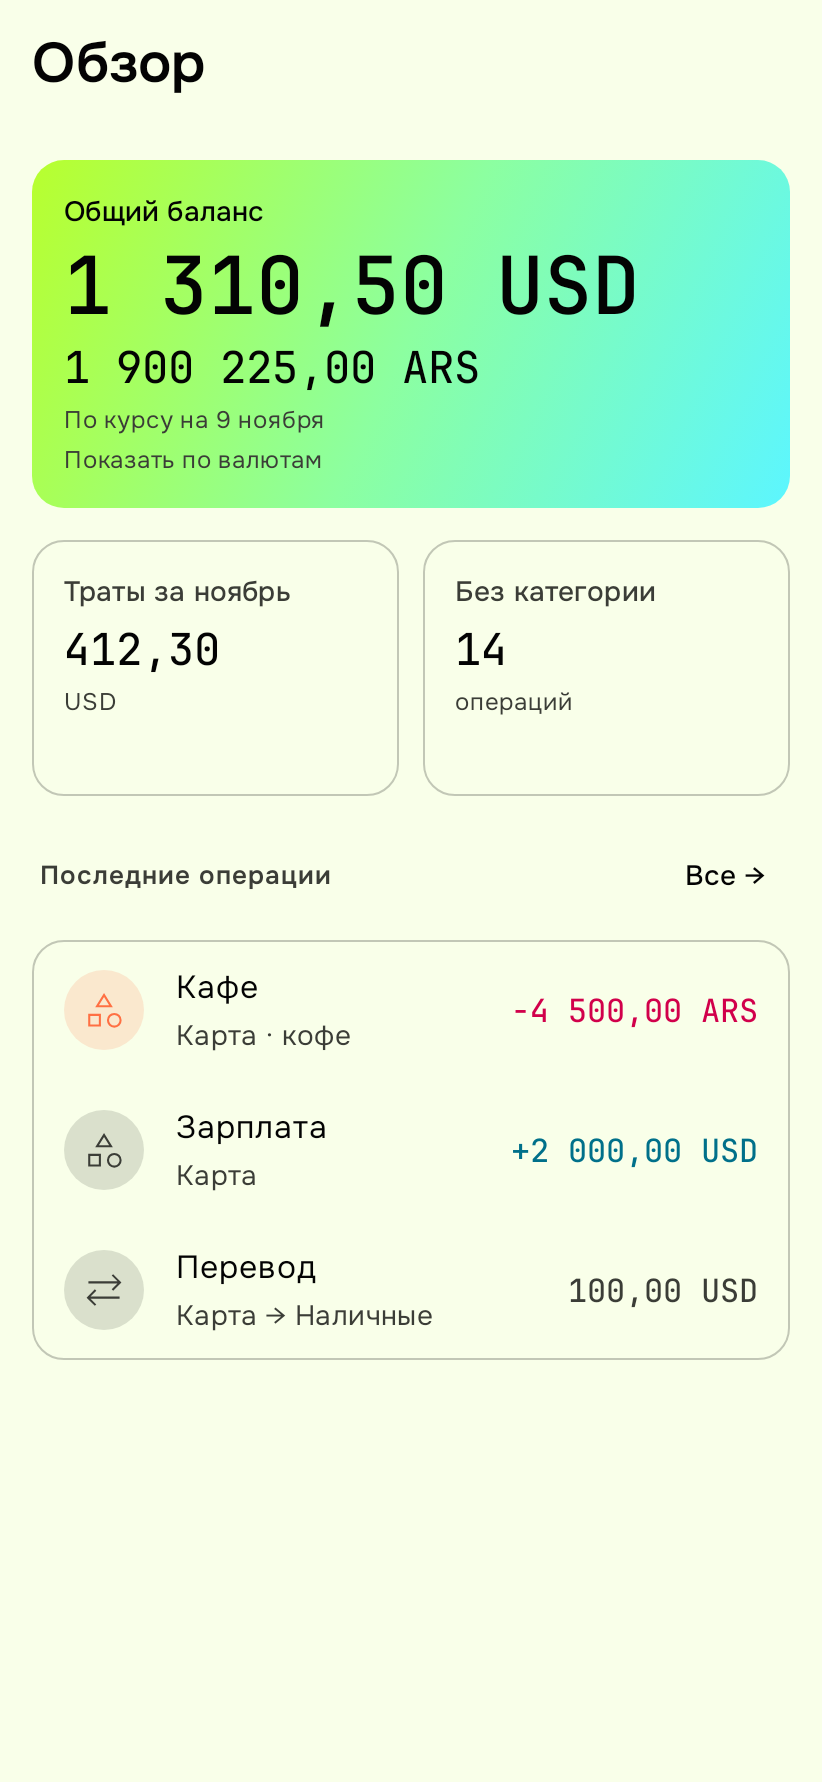 Обзор
Общий баланс
1 310,50 USD
1 900 225,00 ARS
По курсу на 9 ноября
Показать по валютам
Траты за ноябрь
412,30
USD
Без категории
14
операций
Последние операции
Все →
Кафе
Карта · кофе
-4 500,00 ARS
Зарплата
Карта
+2 000,00 USD
Перевод
Карта → Наличные
100,00 USD